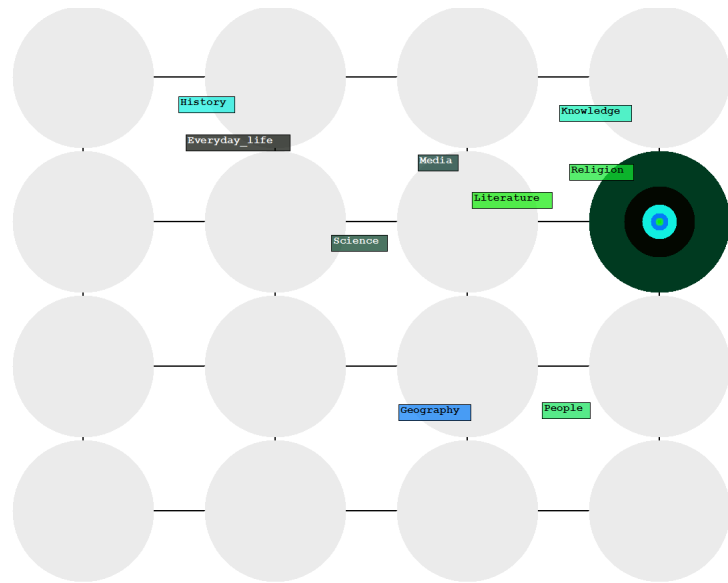 History
Knowledge
Everyday_life
Media
Religion
Literature
Science
Geography
People